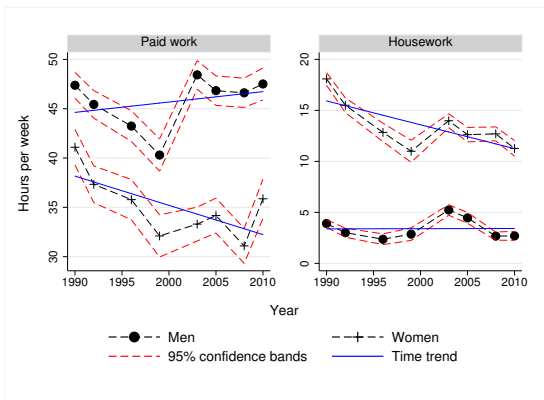 Paid work
Housework
Hours per week
50
45
40
35
30
20
15
10
5
0
1990 1995 2000 2005 2010
1990 1995 2000 2005 2010
Year
Men
Women
95% confidence bands
Time trend